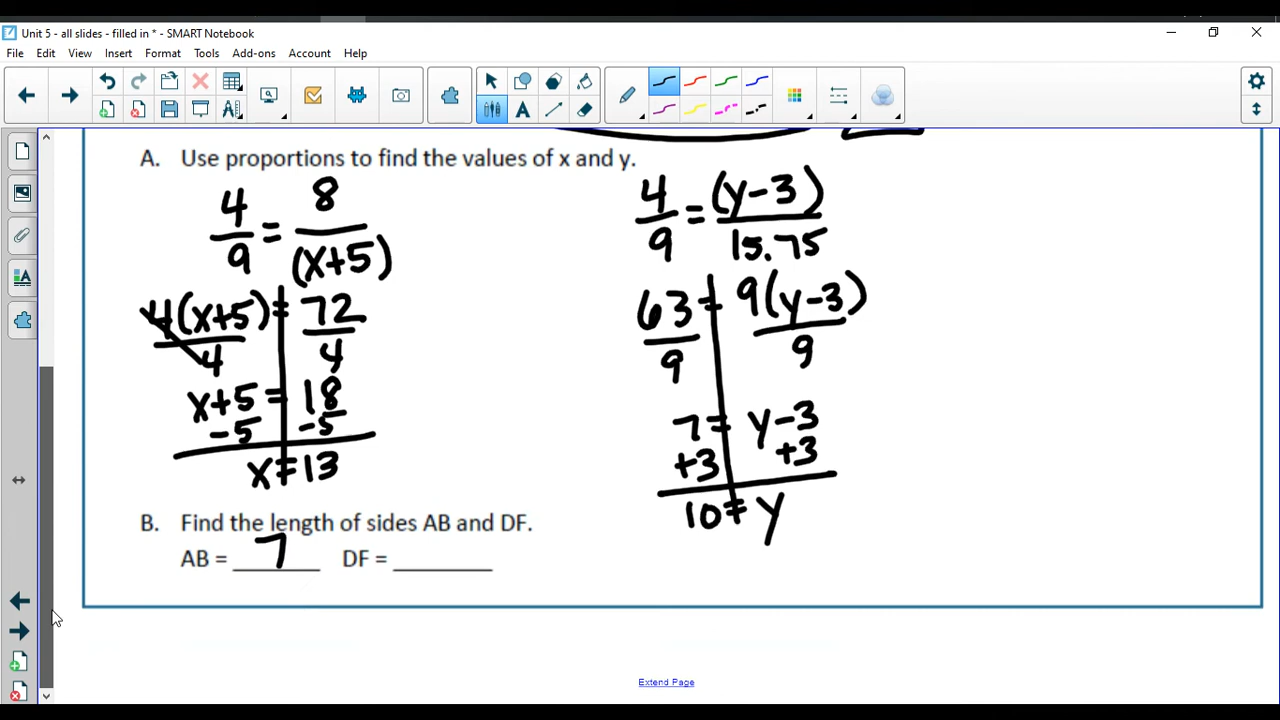 Unit 5 - all slides - filled in * - SMART Notebook
File Edit View Insert Format Tools Add-ons Account Help
A. Use proportions to find the values of x and y.
4/9 = 8/(x+5)
4(x+5)/4 = 72/4
x+5 = 18
-5 -5
x = 13
4/9 = (y-3)/15.75
63/9 = 9(y-3)/9
7 = y-3
+3 +3
10 = y
B. Find the length of sides AB and DF.
AB = 7 DF = ________
Extend Page